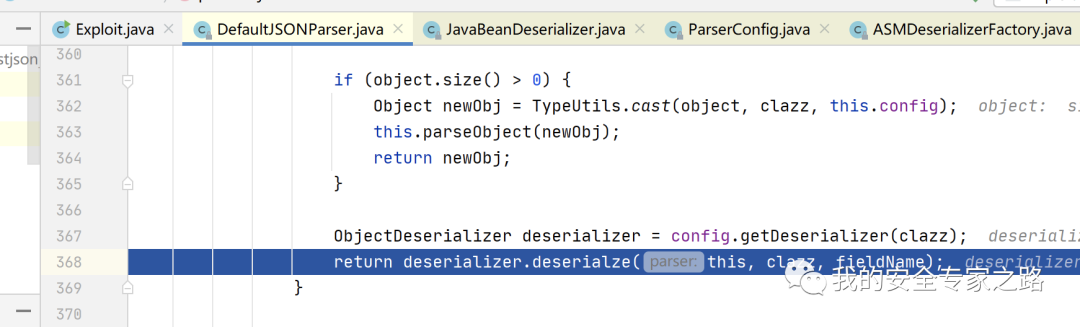 Exploit.java × DefaultJSONParser.java × JavaBeanDeserializer.java × ParserConfig.java × ASMDeserializerFactory.java
stjson
360
361 if (object.size() > 0) {
362 Object newObj = TypeUtils.cast(object, clazz, this.config); object:
363 this.parseObject(newObj);
364 return newObj;
365 }
366
367 ObjectDeserializer deserializer = config.getDeserializer(clazz); deseriali
368 return deserializer.deserialze( parser: this, clazz, fieldName); deserializer
369 }
370
我的安全专家之路